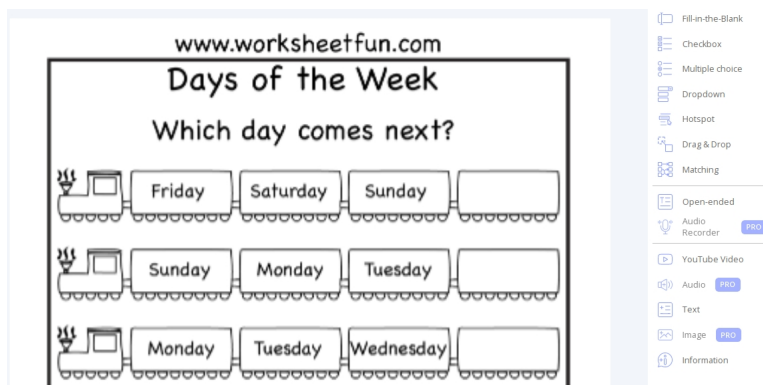 www.worksheetfun.com
Days of the Week
Which day comes next?
Friday Saturday Sunday
Sunday Monday Tuesday
Monday Tuesday Wednesday
Fill-in-the-Blank
Checkbox
Multiple choice
Dropdown
Hotspot
Drag & Drop
Matching
Open-ended
Audio
Recorder PRO
YouTube Video
Audio PRO
Text
Image PRO
Information